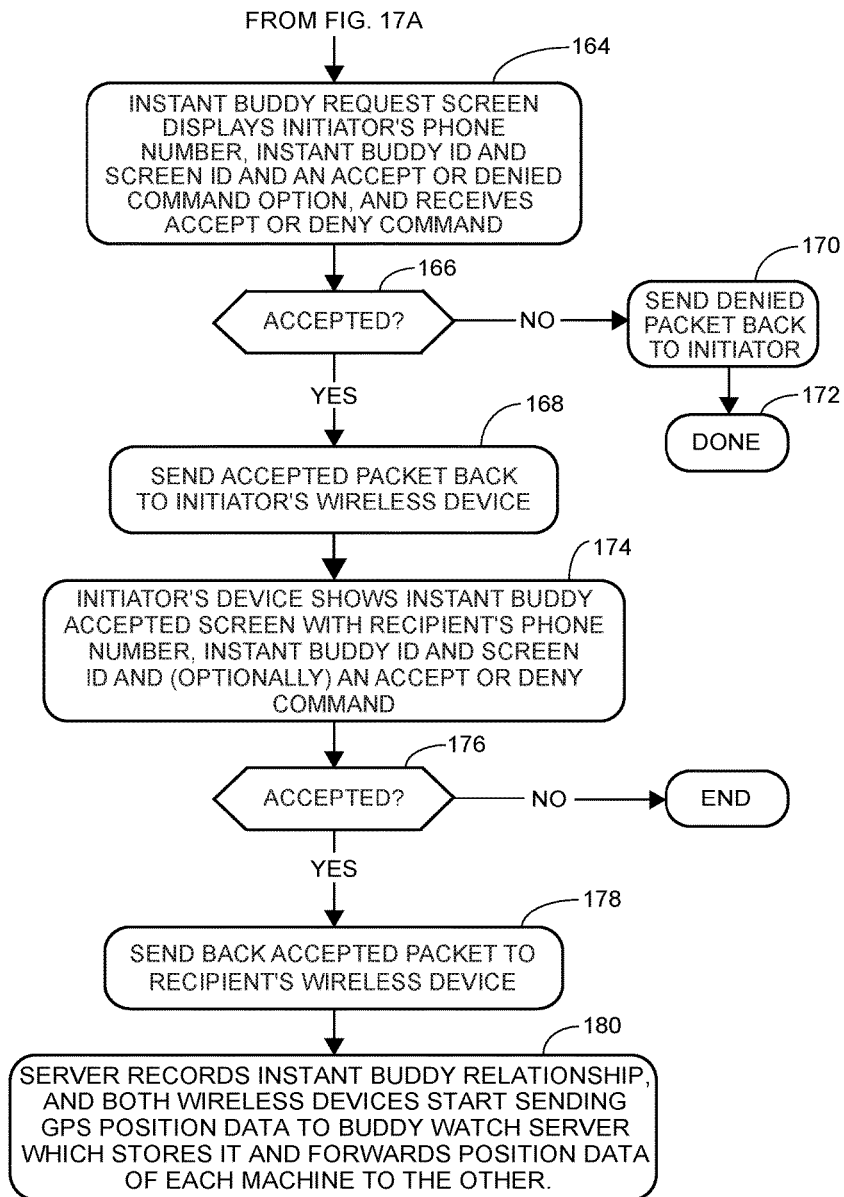 FROM FIG. 17A
164
INSTANT BUDDY REQUEST SCREEN
DISPLAYS INITIATOR'S PHONE
NUMBER, INSTANT BUDDY ID AND
SCREEN ID AND AN ACCEPT OR DENIED
COMMAND OPTION, AND RECEIVES
ACCEPT OR DENY COMMAND
166
ACCEPTED?
NO
170
SEND DENIED
PACKET BACK
TO INITIATOR
172
DONE
YES
168
SEND ACCEPTED PACKET BACK
TO INITIATOR'S WIRELESS DEVICE
174
INITIATOR'S DEVICE SHOWS INSTANT BUDDY
ACCEPTED SCREEN WITH RECIPIENT'S PHONE
NUMBER, INSTANT BUDDY ID AND SCREEN
ID AND (OPTIONALLY) AN ACCEPT OR DENY
COMMAND
176
ACCEPTED?
NO
END
YES
178
SEND BACK ACCEPTED PACKET TO
RECIPIENT'S WIRELESS DEVICE
180
SERVER RECORDS INSTANT BUDDY RELATIONSHIP,
AND BOTH WIRELESS DEVICES START SENDING
GPS POSITION DATA TO BUDDY WATCH SERVER
WHICH STORES IT AND FORWARDS POSITION DATA
OF EACH MACHINE TO THE OTHER.